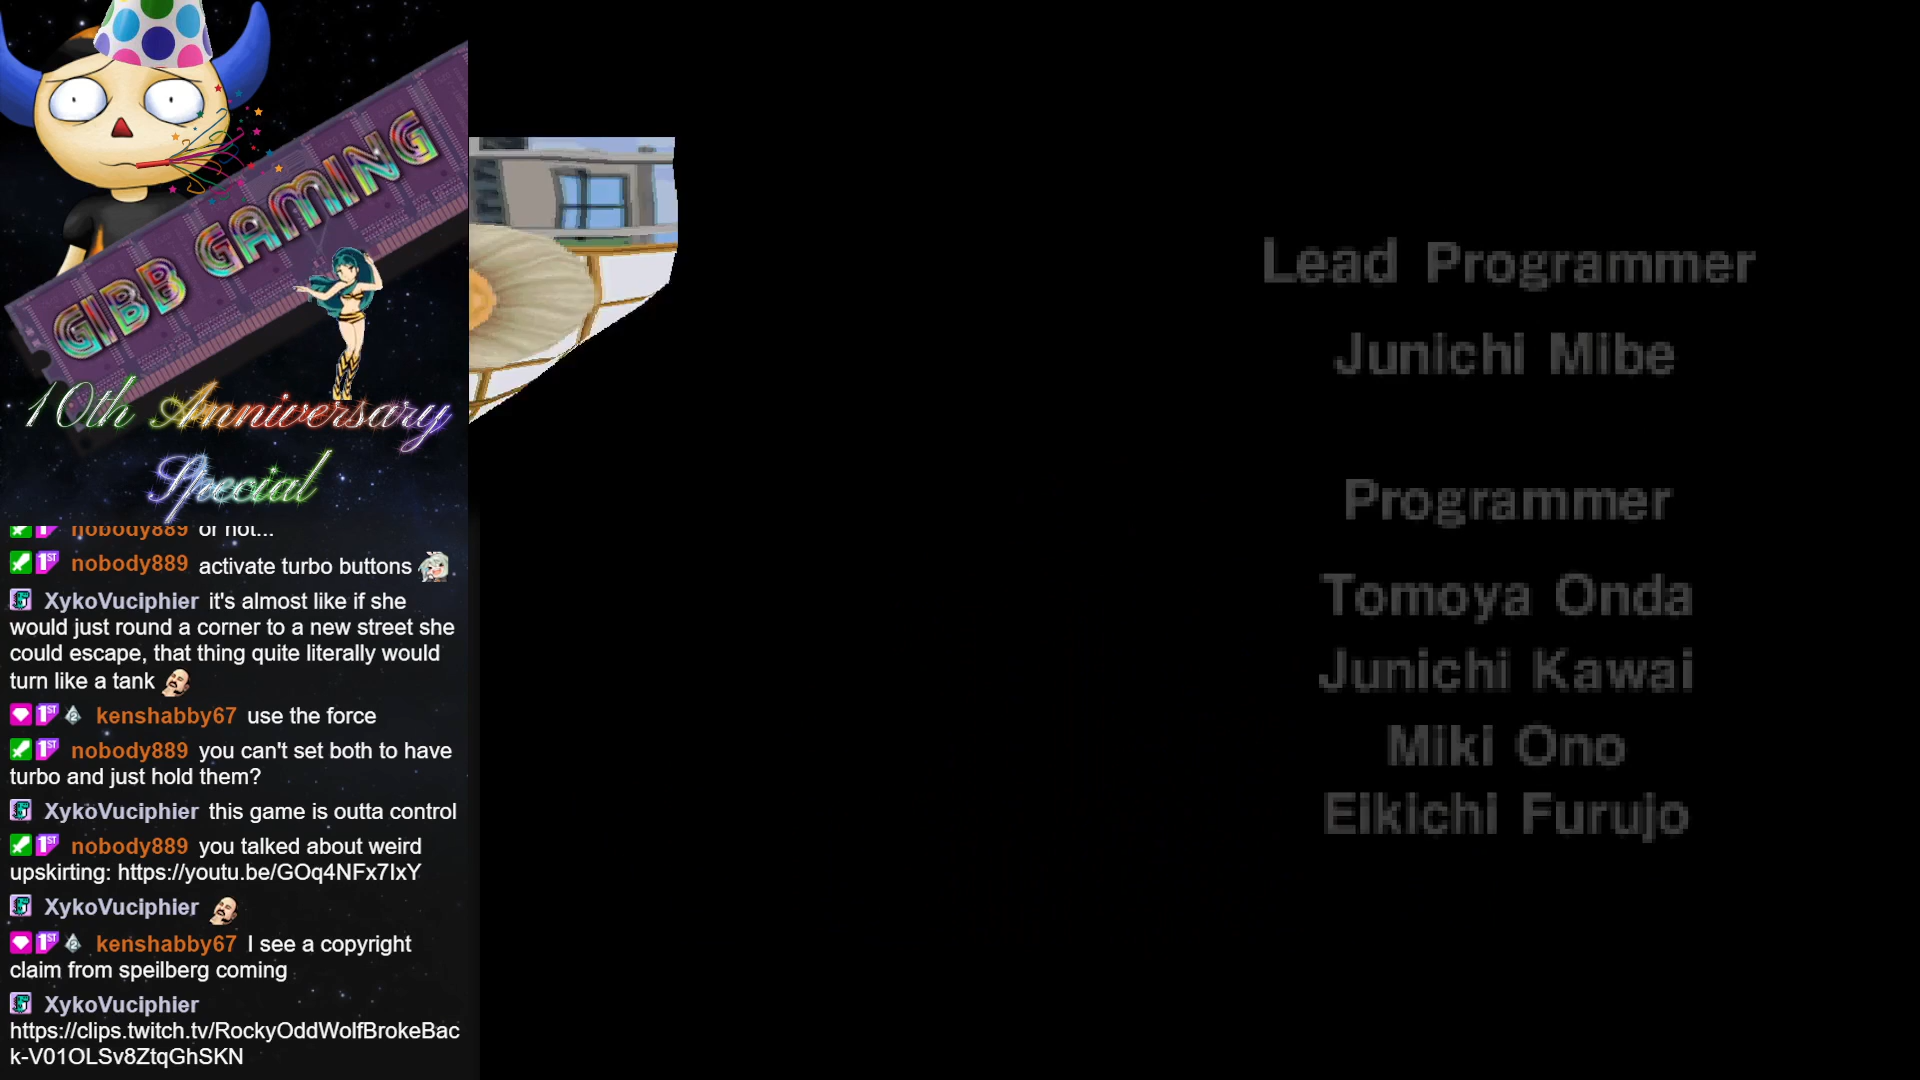 GIBB GAMING
10th Anniversary
Special
nobody889 or not...
nobody889 activate turbo buttons
XykoVuciphier it's almost like if she
would just round a corner to a new street she
could escape, that thing quite literally would
turn like a tank
kenshabby67 use the force
nobody889 you can't set both to have
turbo and just hold them?
XykoVuciphier this game is outta control
nobody889 you talked about weird
upskirting: https://youtu.be/GOq4NFx7IxY
XykoVuciphier
kenshabby67 I see a copyright
claim from speilberg coming
XykoVuciphier
https://clips.twitch.tv/RockyOddWolfBrokeBac
k-V01OLSv8ZtqGhSKN
Lead Programmer
Junichi Mibe
Programmer
Tomoya Onda
Junichi Kawai
Miki Ono
Eikichi Furujo